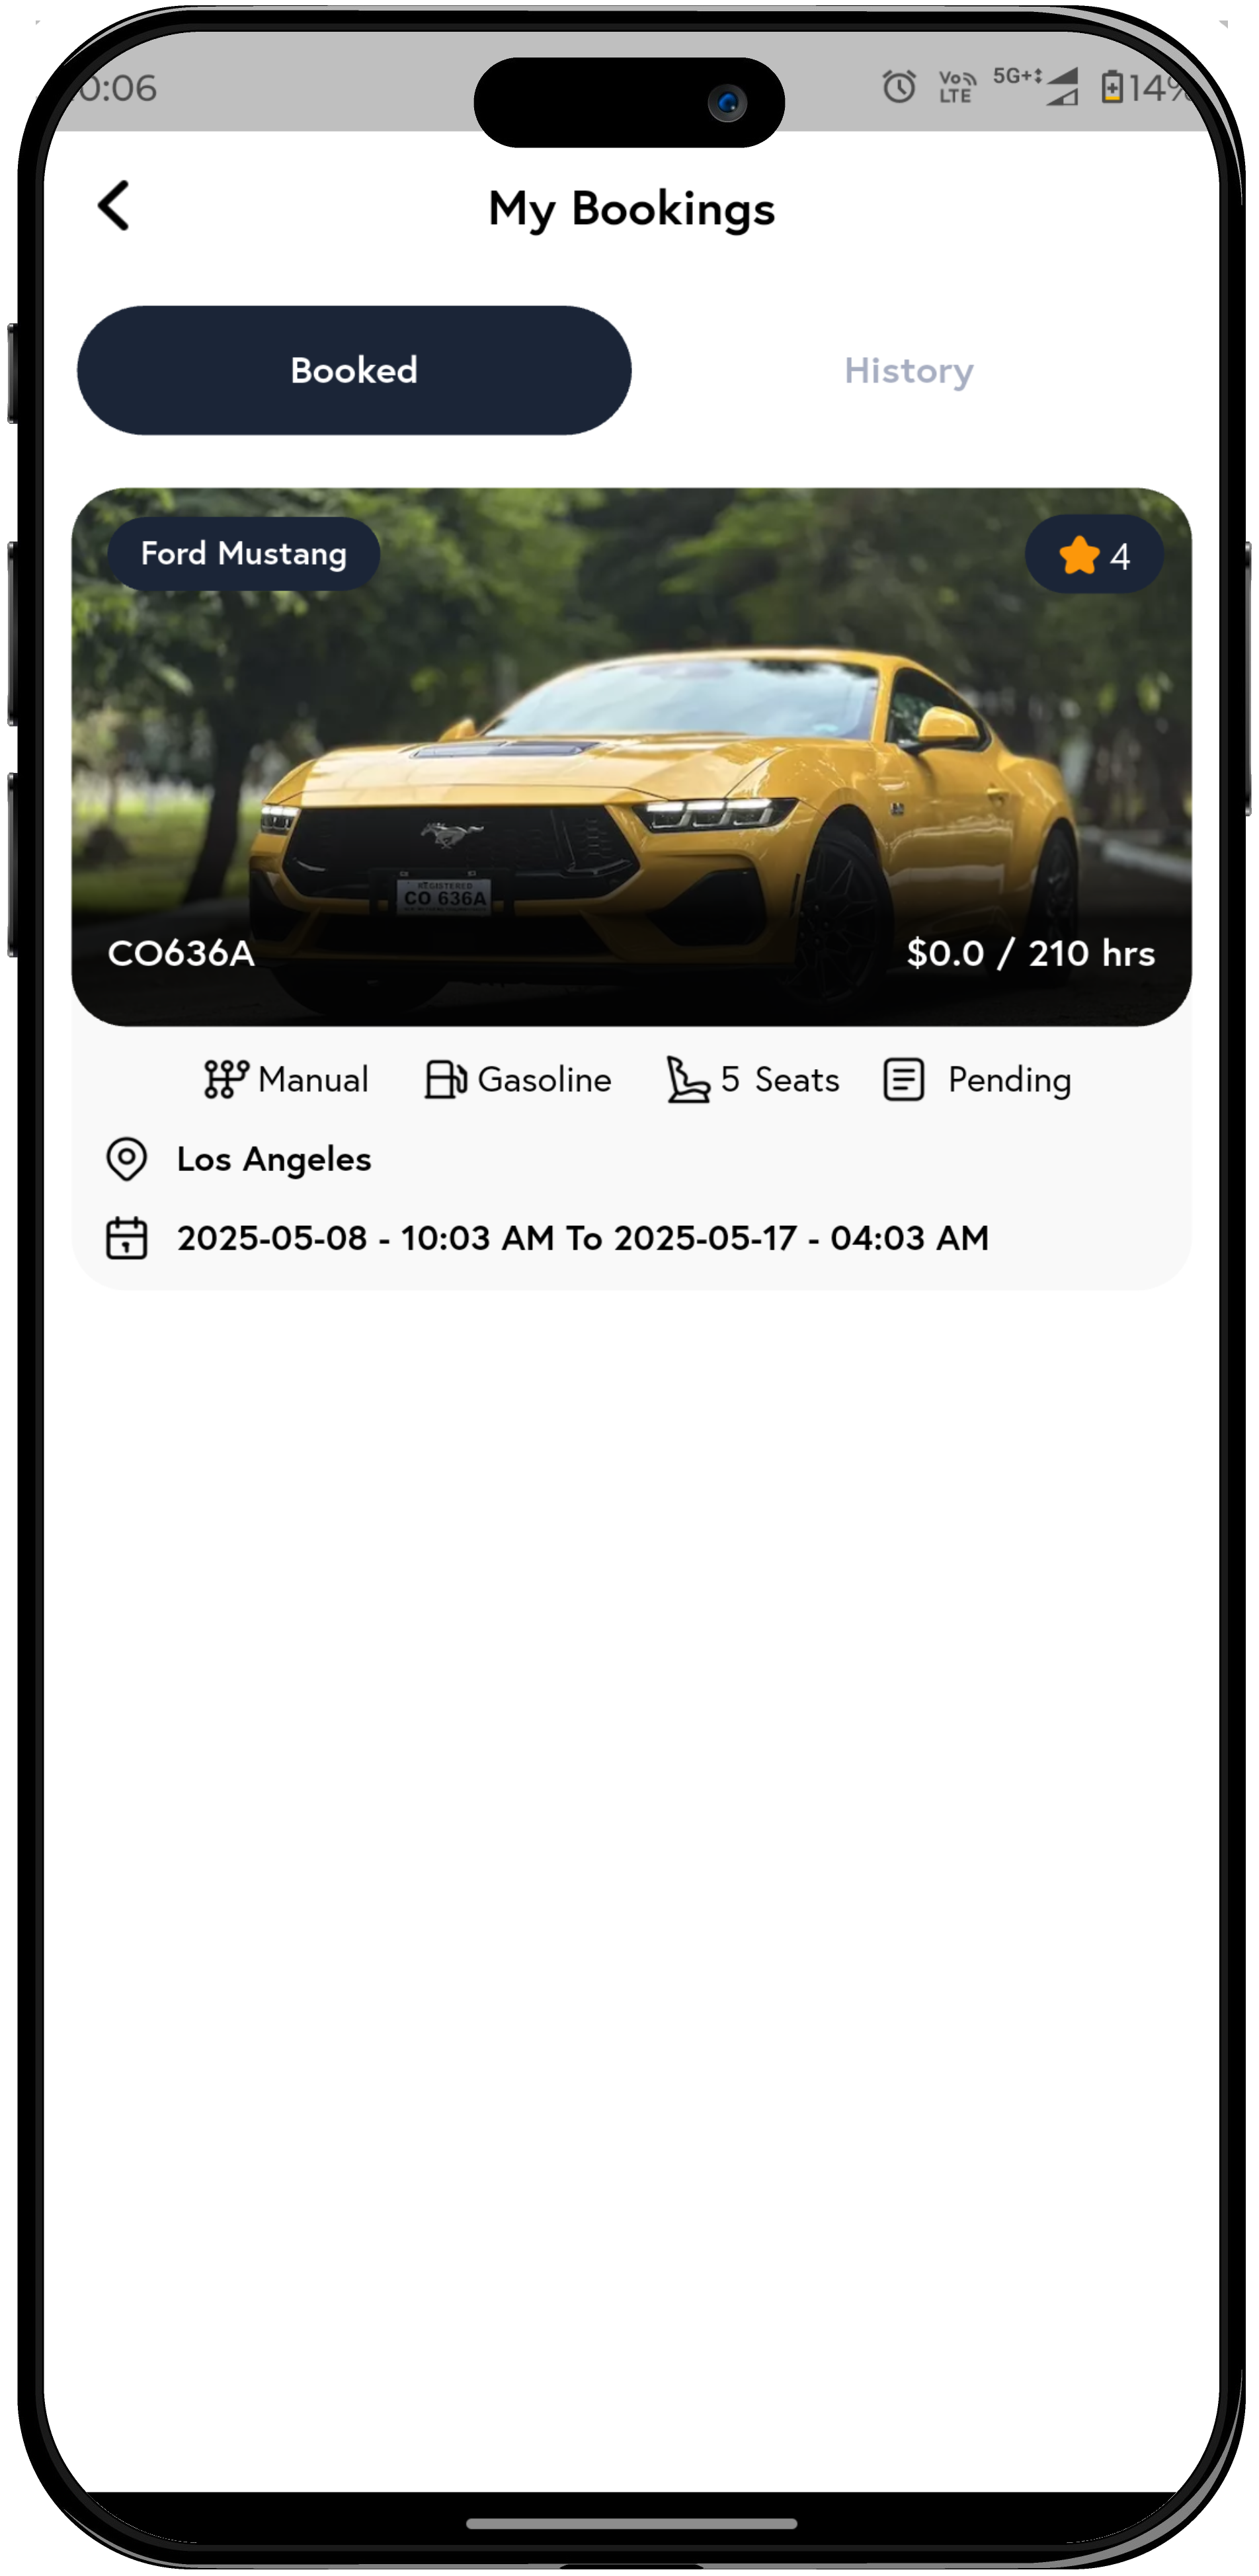 0:06 Vo LTE 5G+ 14%
My Bookings
Booked History
Ford Mustang 4
REGISTERED
CO 636A
CO636A $0.0 / 210 hrs
Manual Gasoline 5 Seats Pending
Los Angeles
2025-05-08 - 10:03 AM To 2025-05-17 - 04:03 AM